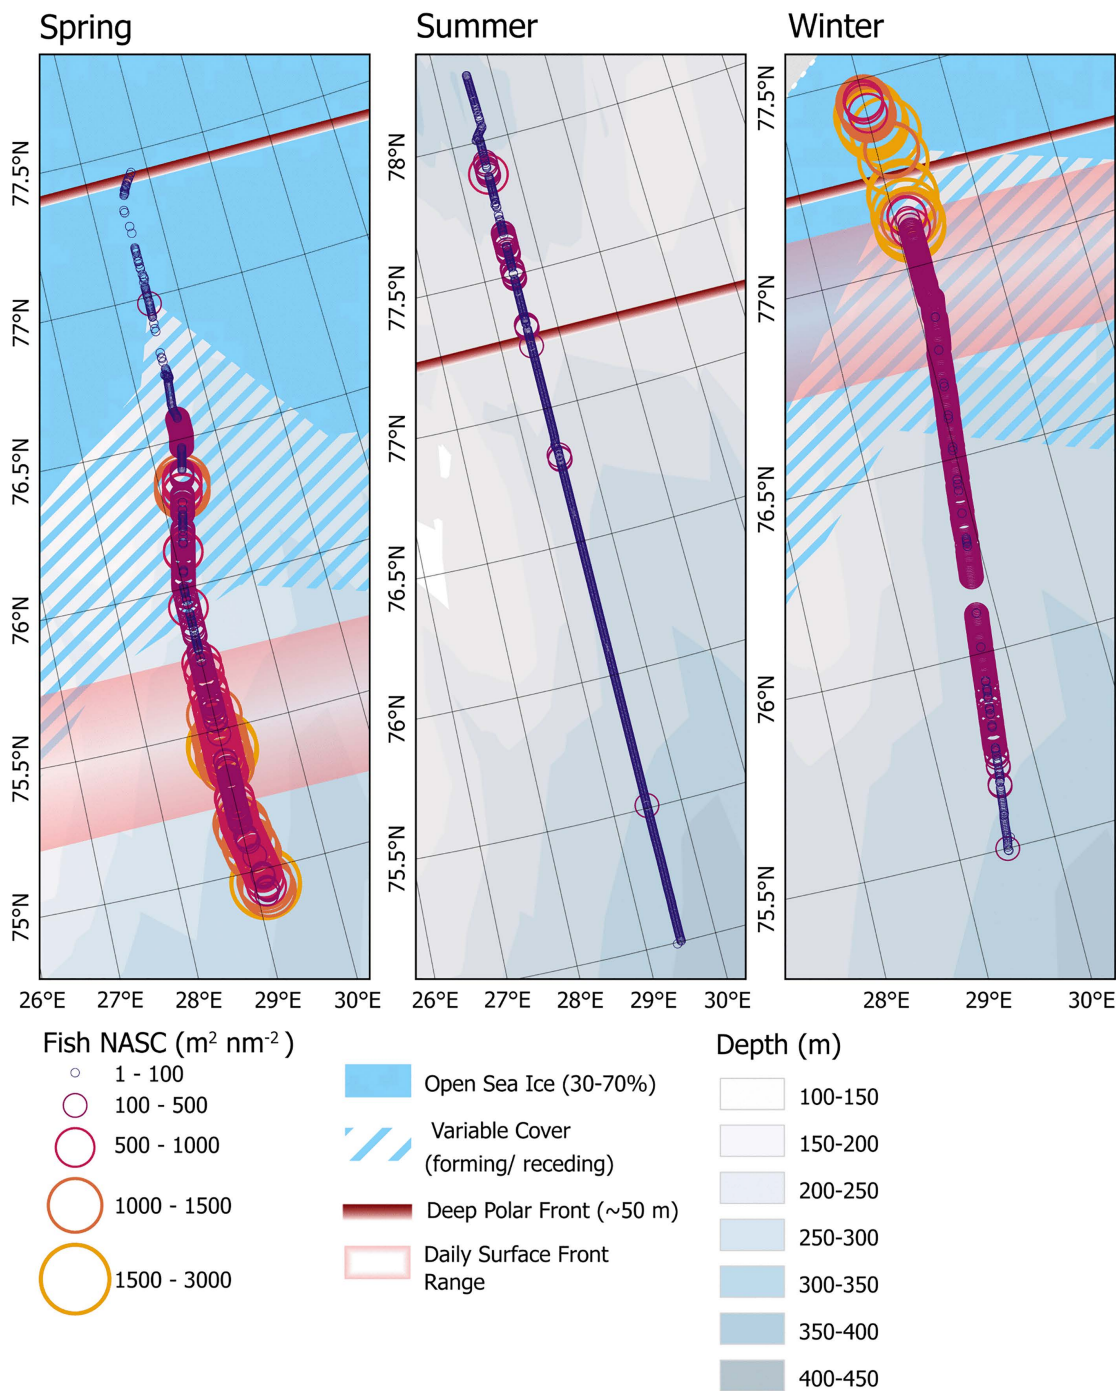 Spring
Summer
Winter
77.5°N
77°N
76.5°N
76°N
75.5°N
75°N
26°E
27°E
28°E
29°E
30°E
78°N
77.5°N
77°N
76.5°N
76°N
75.5°N
26°E
27°E
28°E
29°E
30°E
77.5°N
77°N
76.5°N
76°N
75.5°N
28°E
29°E
30°E
Fish NASC (m² nm⁻²)
1 - 100
100 - 500
500 - 1000
1000 - 1500
1500 - 3000
Open Sea Ice (30-70%)
Variable Cover
(forming/ receding)
Deep Polar Front (~50 m)
Daily Surface Front
Range
Depth (m)
100-150
150-200
200-250
250-300
300-350
350-400
400-450